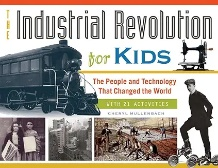 THE
Industrial Revolution
for KIDS
The People and Technology
That Changed the World
WITH 21 ACTIVITIES
CHERYL MULLENBACH